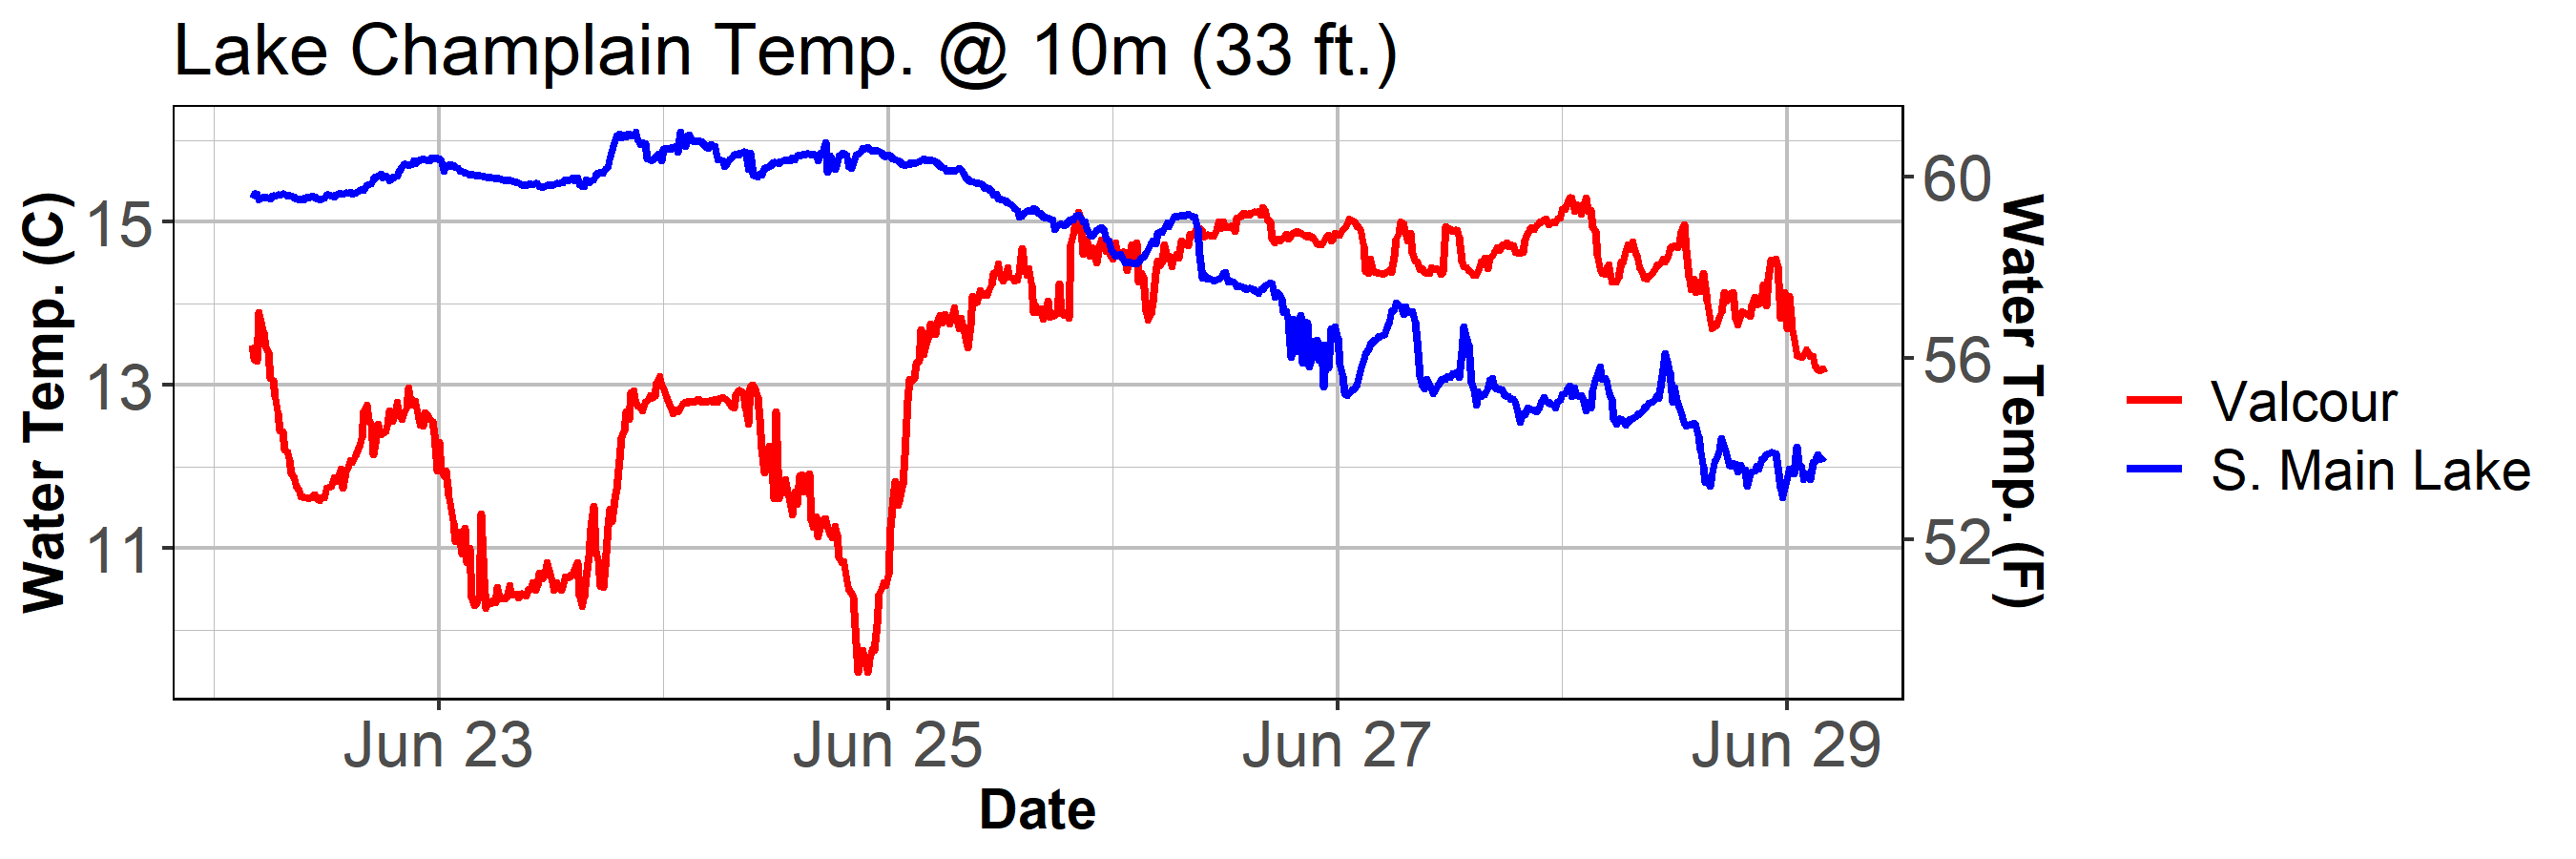 Lake Champlain Temp. @ 10m (33 ft.)
Water Temp. (C)
15
13
11
60
56
52
Water Temp. (F)
Jun 23
Jun 25
Jun 27
Jun 29
Date
Valcour
S. Main Lake